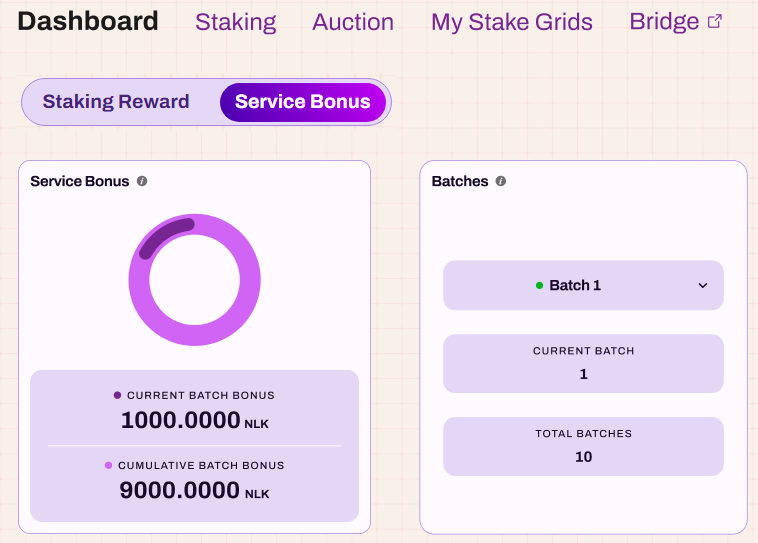 Dashboard Staking Auction My Stake Grids Bridge
Staking Reward Service Bonus
Service Bonus
CURRENT BATCH BONUS
1000.0000 NLK
CUMULATIVE BATCH BONUS
9000.0000 NLK
Batches
Batch 1
CURRENT BATCH
1
TOTAL BATCHES
10